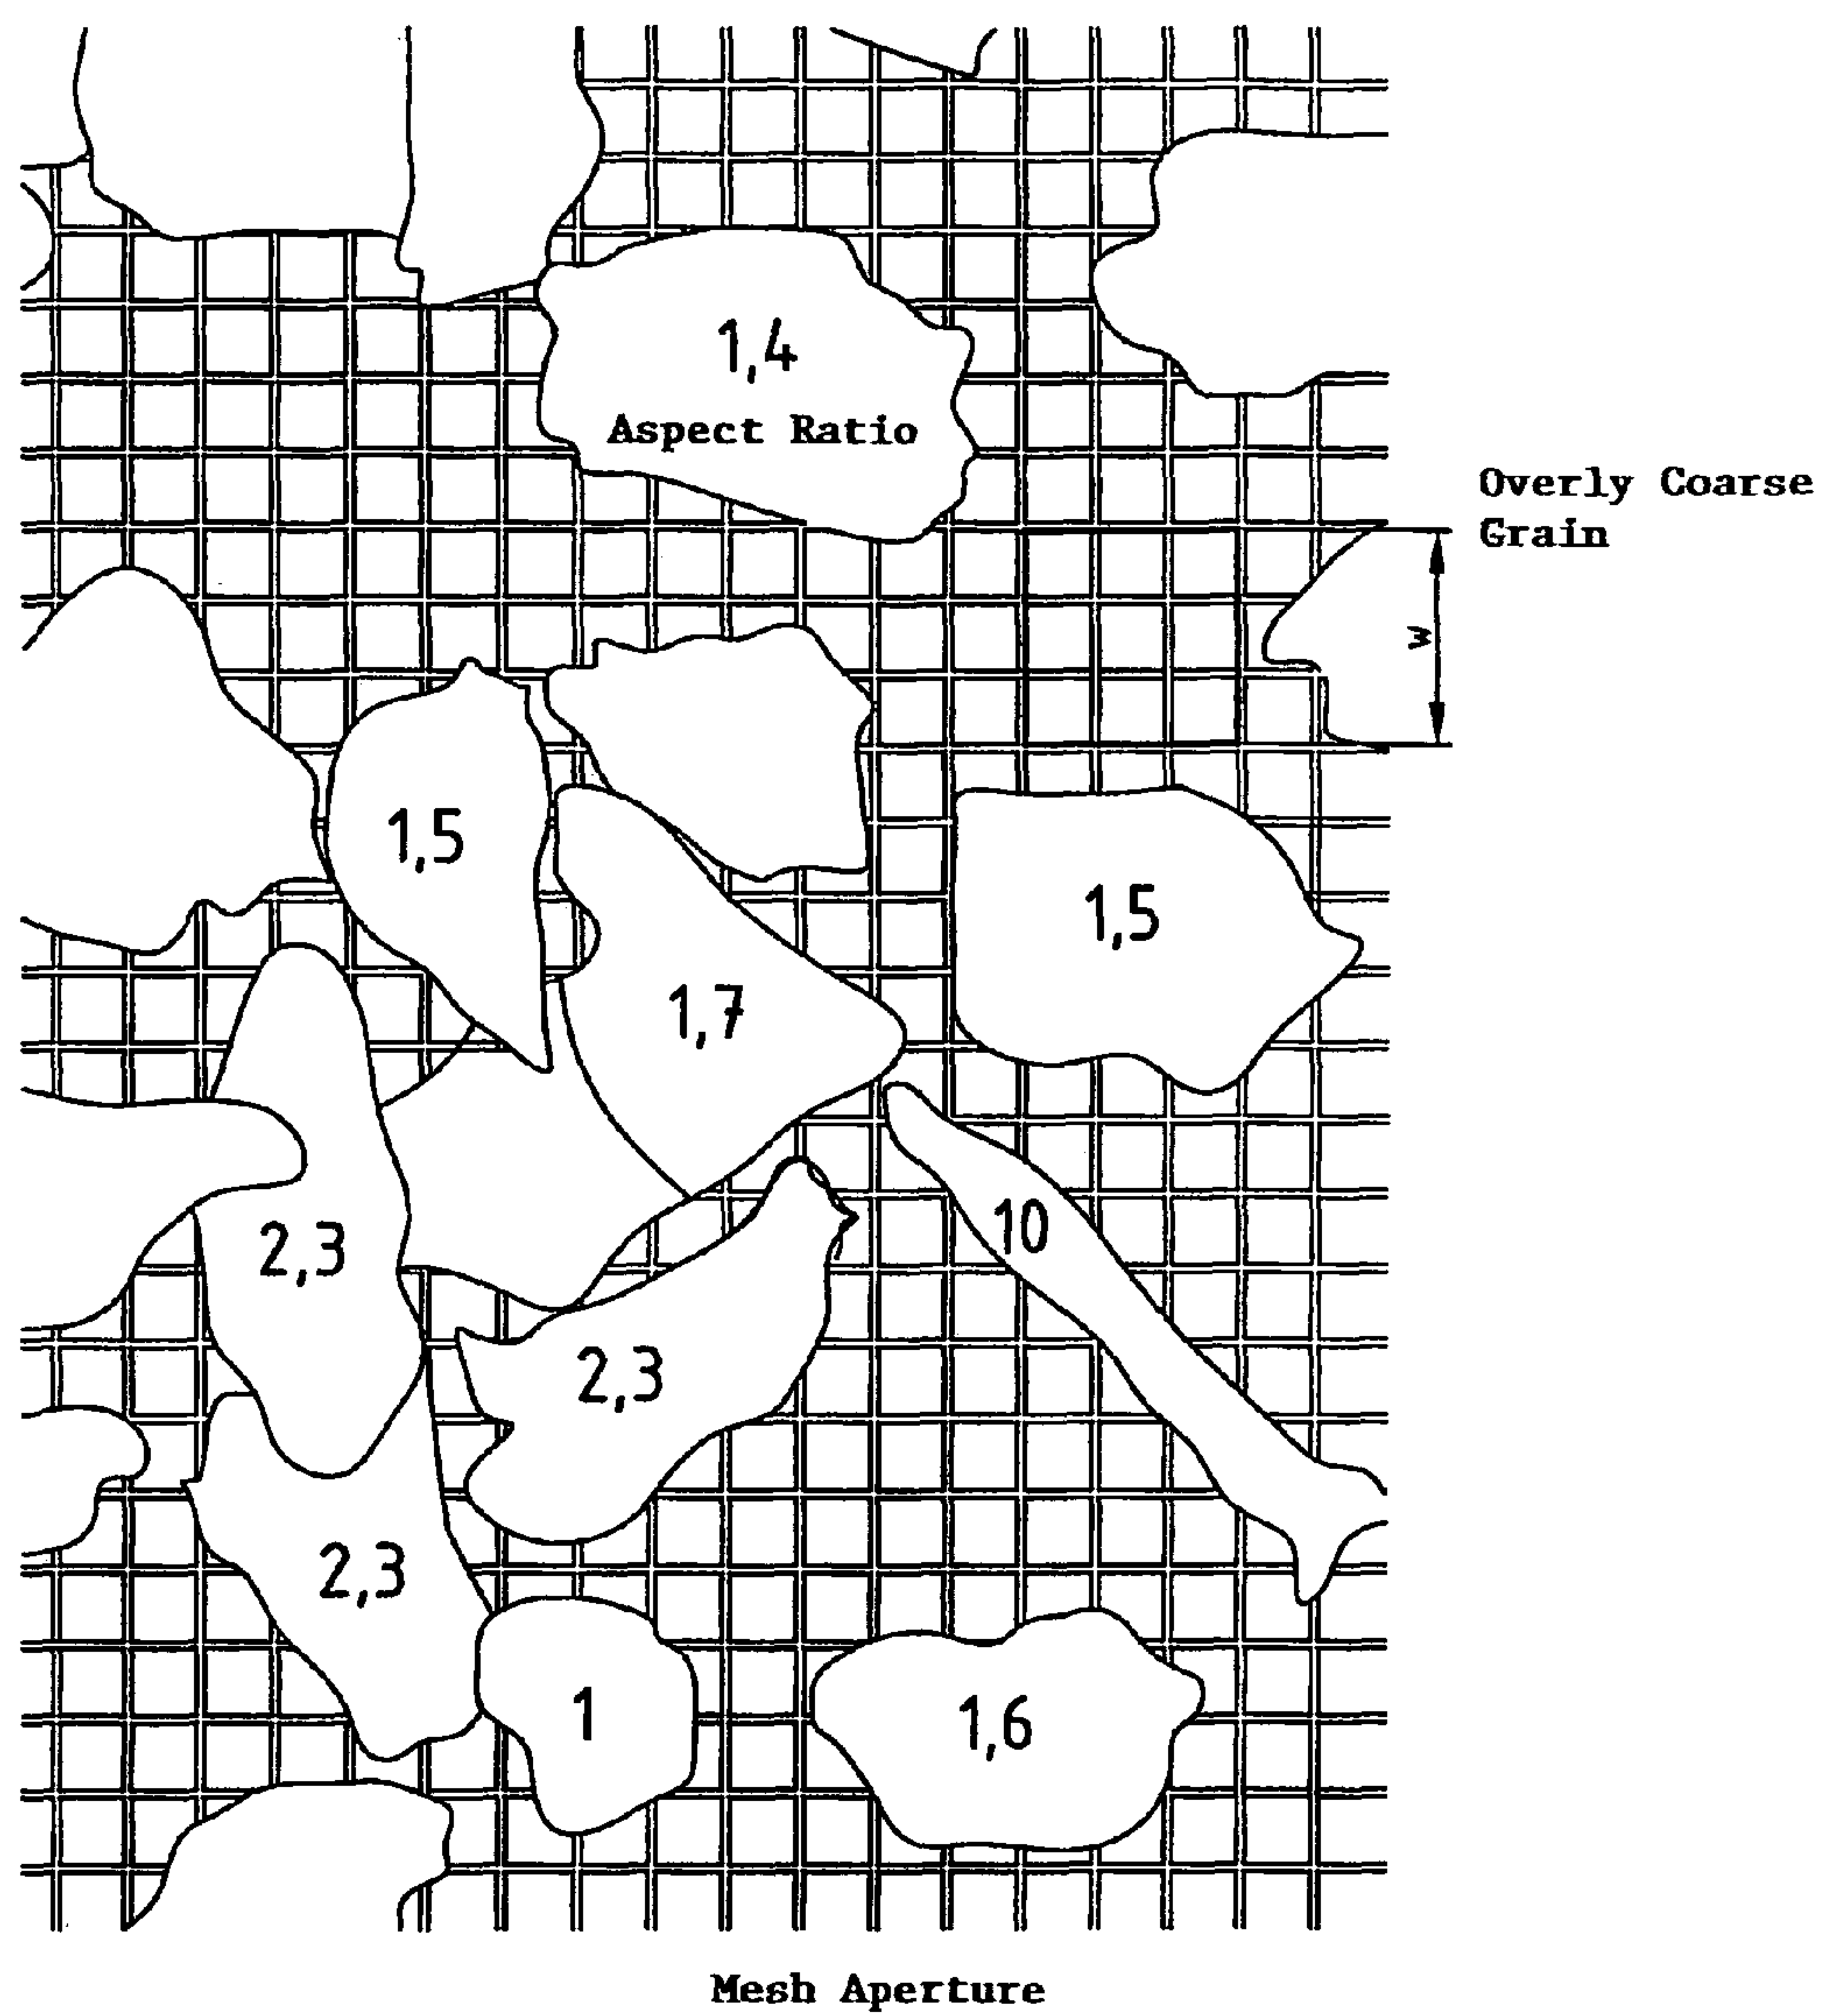 1,4
Aspect Ratio
Overly Coarse
Grain
w
1,5
1,5
1,7
10
2,3
2,3
2,3
1
1,6
Mesh Aperture